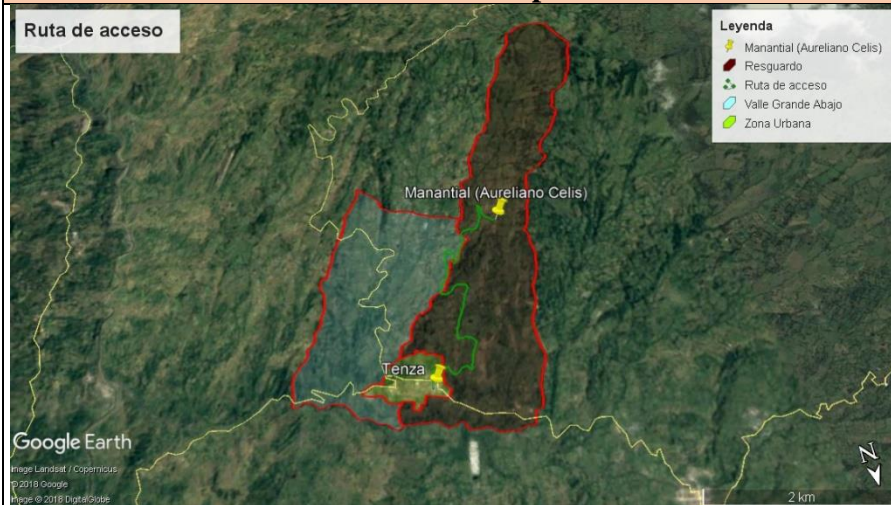 Ruta de acceso
Leyenda
Manantial (Aureliano Celis)
Resguardo
Ruta de acceso
Valle Grande Abajo
Zona Urbana
Manantial (Aureliano Celis)
Tenza
Google Earth
Image Landsat / Copernicus
© 2018 Google
Image © 2018 DigitalGlobe
N
2 km